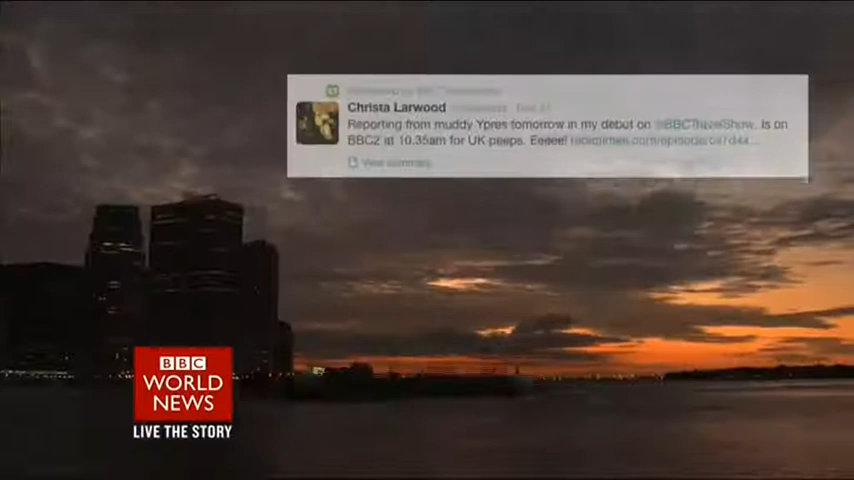 Christa Larwood
Reporting from muddy Ypres tomorrow in my debut on @BBCTravelShow. Is on
BBC2 at 10.35am for UK peeps. Eeeee!
View summary
BBC
WORLD
NEWS
LIVE THE STORY